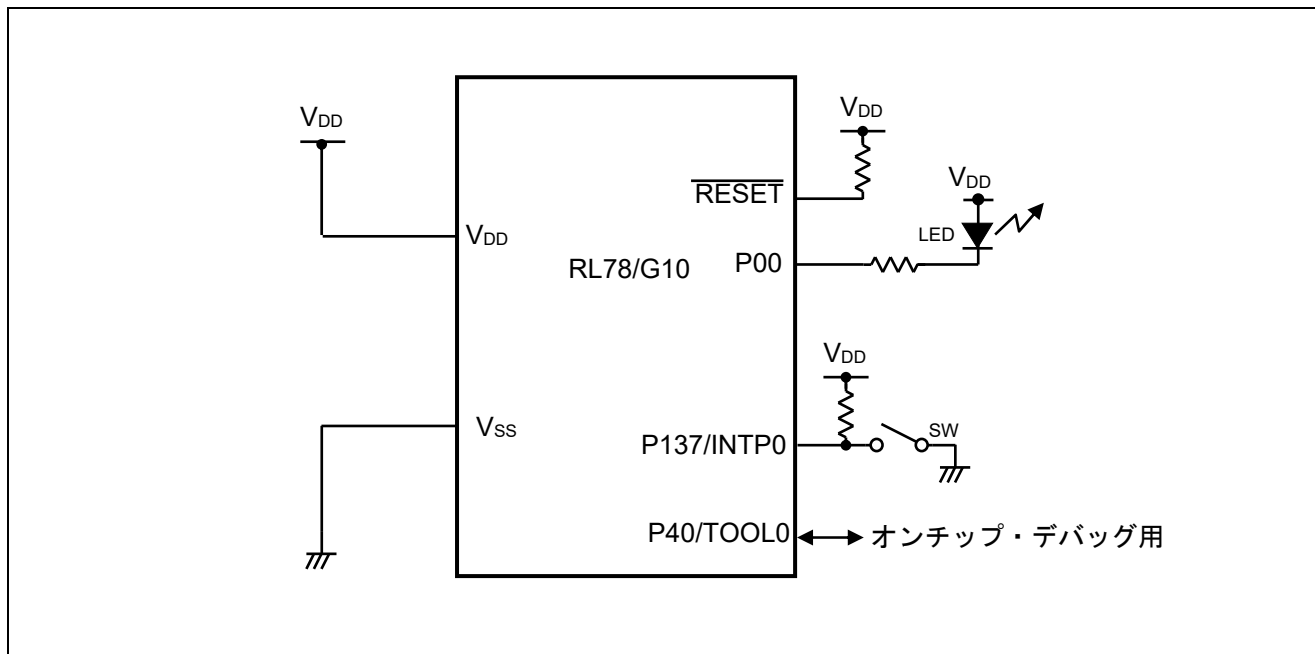 VDD
VDD
RESET
VDD
LED
VDD
RL78/G10
P00
VDD
VSS
P137/INTP0
SW
P40/TOOL0
オンチップ・デバッグ用